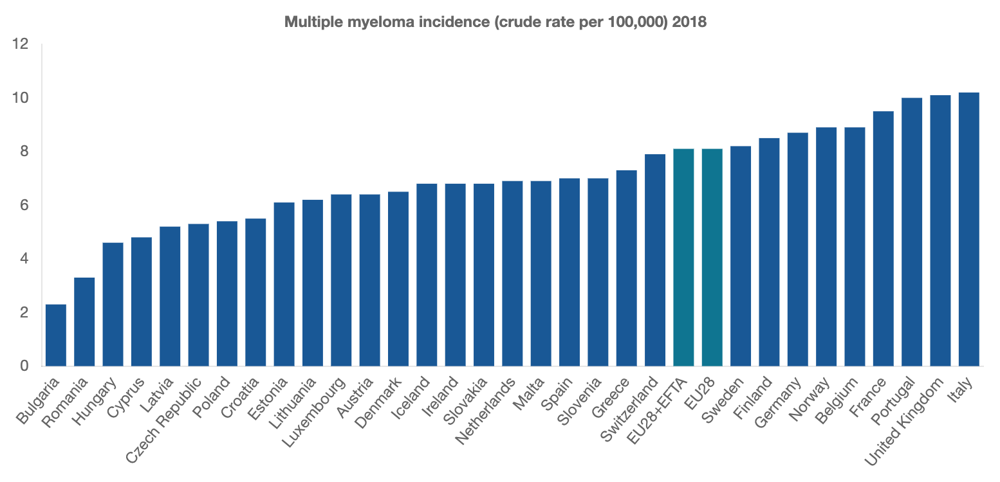 Multiple myeloma incidence (crude rate per 100,000) 2018
12
10
8
6
4
2
0
Bulgaria
Romania
Hungary
Cyprus
Latvia
Czech Republic
Poland
Croatia
Estonia
Lithuania
Luxembourg
Austria
Denmark
Iceland
Ireland
Slovakia
Netherlands
Malta
Spain
Slovenia
Greece
Switzerland
EU28+EFTA
EU28
Sweden
Finland
Germany
Norway
Belgium
France
Portugal
United Kingdom
Italy